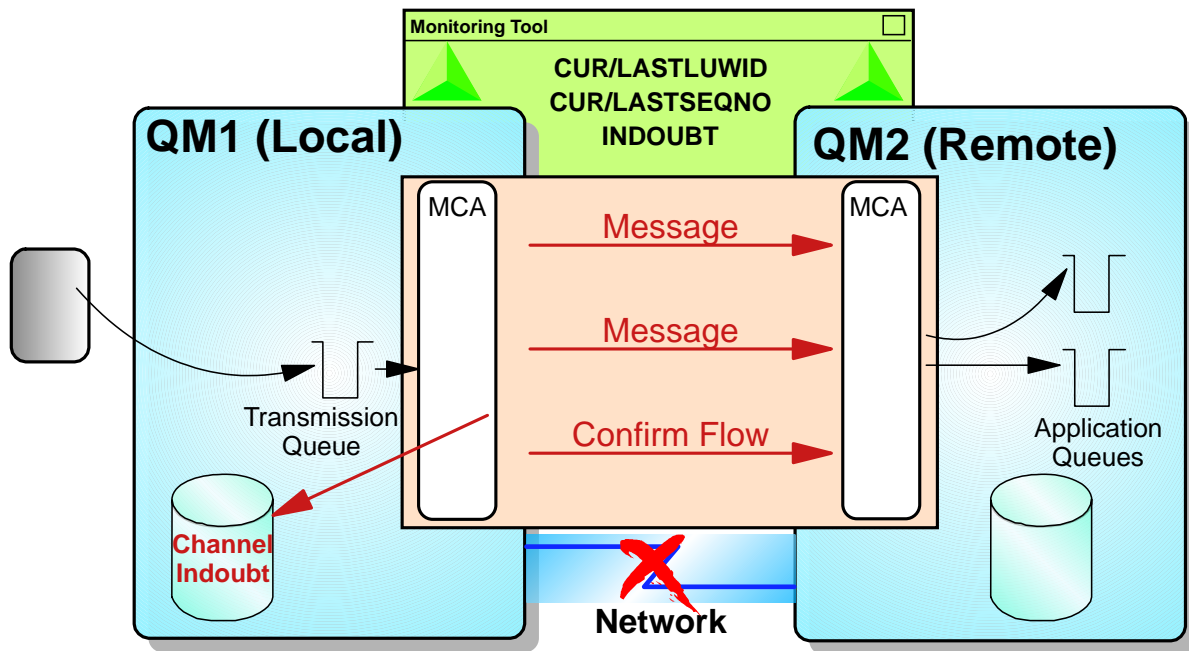 Monitoring Tool
CUR/LASTLUWID
CUR/LASTSEQNO
INDOUBT
QM1 (Local)
QM2 (Remote)
MCA
MCA
Message
Message
Confirm Flow
Transmission
Queue
Application
Queues
Channel
Indoubt
Network